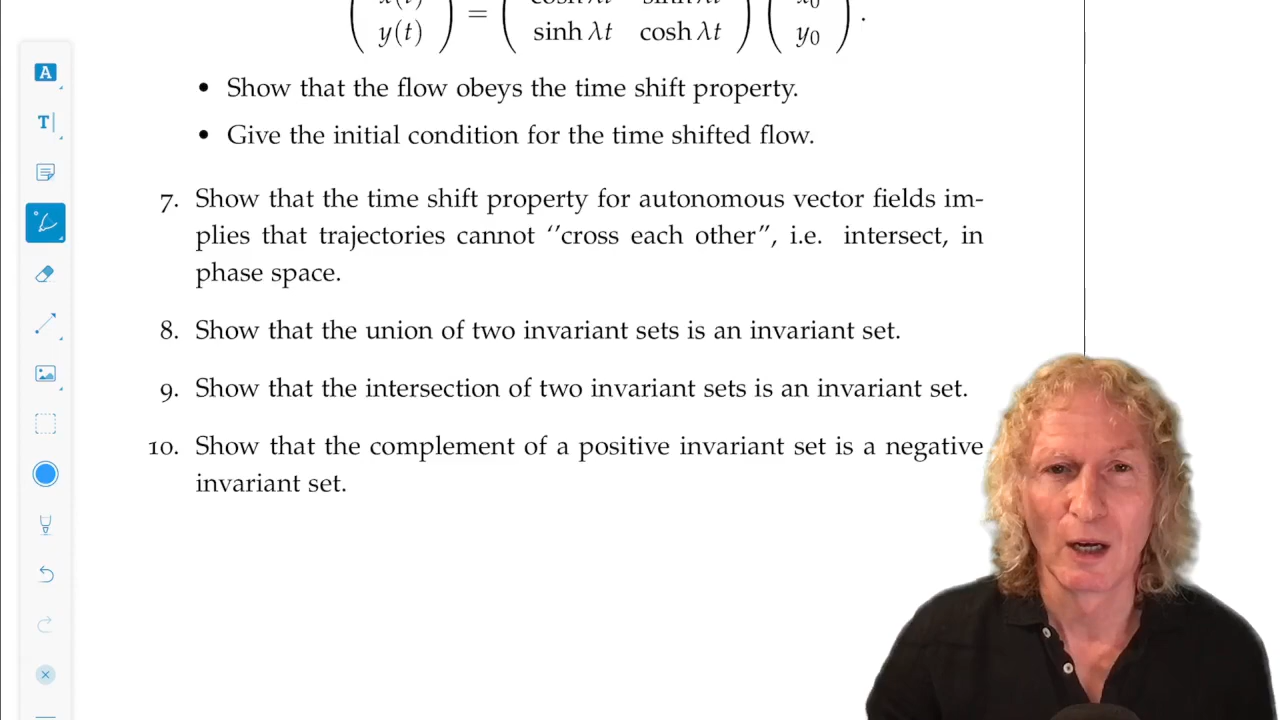 y(t) = sinh λt cosh λt y₀ .
• Show that the flow obeys the time shift property.
• Give the initial condition for the time shifted flow.
7. Show that the time shift property for autonomous vector fields im-
plies that trajectories cannot ‘‘cross each other”, i.e. intersect, in
phase space.
8. Show that the union of two invariant sets is an invariant set.
9. Show that the intersection of two invariant sets is an invariant set.
10. Show that the complement of a positive invariant set is a negative
invariant set.
A
T